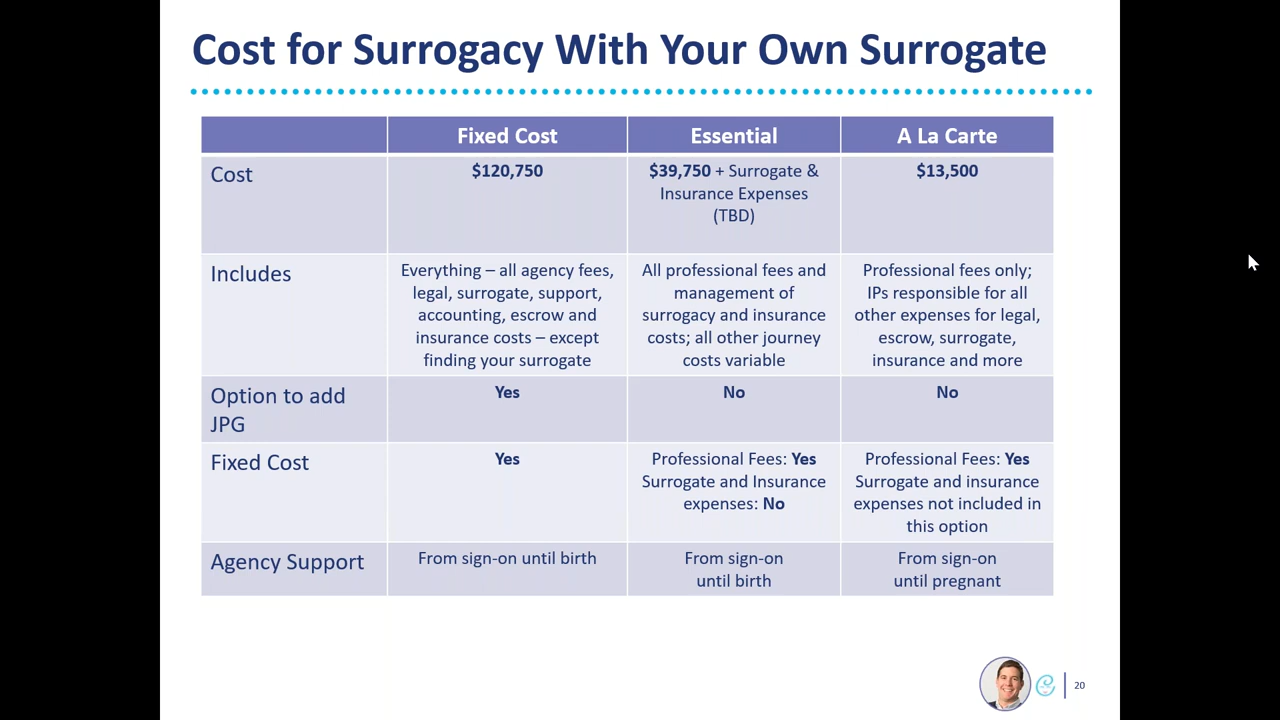 Cost for Surrogacy With Your Own Surrogate
Fixed Cost
Essential
A La Carte
Cost
$120,750
$39,750 + Surrogate &
Insurance Expenses
(TBD)
$13,500
Includes
Everything – all agency fees,
legal, surrogate, support,
accounting, escrow and
insurance costs – except
finding your surrogate
All professional fees and
management of
surrogacy and insurance
costs; all other journey
costs variable
Professional fees only;
IPs responsible for all
other expenses for legal,
escrow, surrogate,
insurance and more
Option to add
JPG
Yes
No
No
Fixed Cost
Yes
Professional Fees: Yes
Surrogate and Insurance
expenses: No
Professional Fees: Yes
Surrogate and insurance
expenses not included in
this option
Agency Support
From sign-on until birth
From sign-on
until birth
From sign-on
until pregnant
20